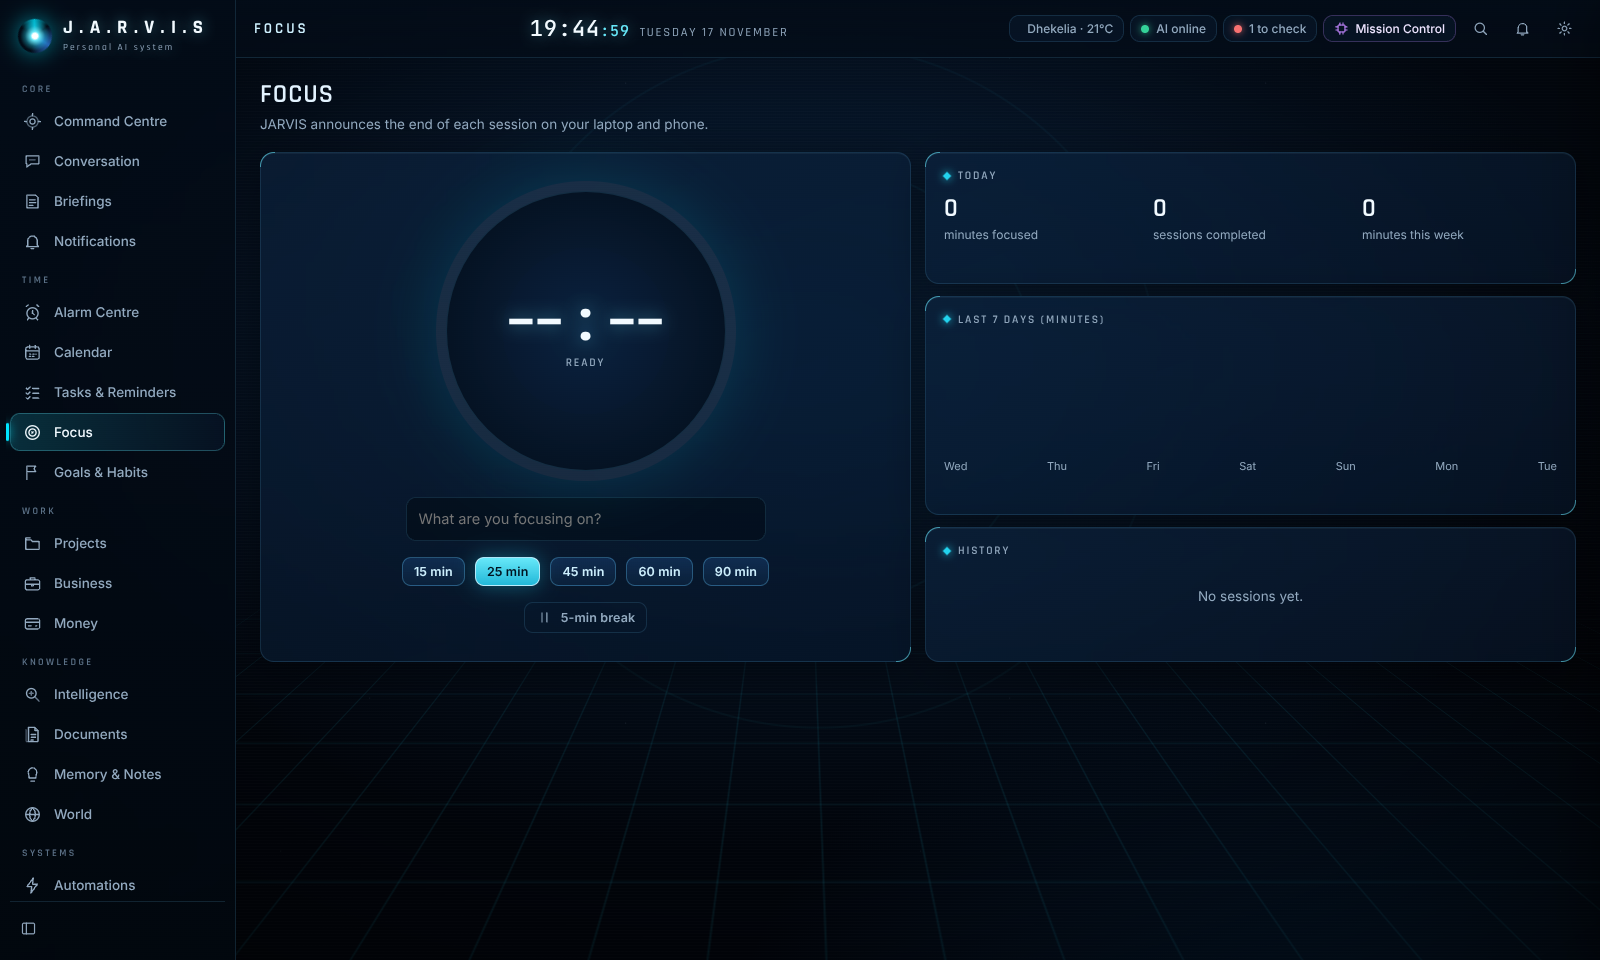 J.A.R.V.I.S
Personal AI system
CORE
Command Centre
Conversation
Briefings
Notifications
TIME
Alarm Centre
Calendar
Tasks & Reminders
Focus
Goals & Habits
WORK
Projects
Business
Money
KNOWLEDGE
Intelligence
Documents
Memory & Notes
World
SYSTEMS
Automations
FOCUS
19:44:59 TUESDAY 17 NOVEMBER
Dhekelia · 21°C
AI online
1 to check
Mission Control
FOCUS
JARVIS announces the end of each session on your laptop and phone.
--:--
READY
What are you focusing on?
15 min 25 min 45 min 60 min 90 min
5-min break
TODAY
0 0 0
minutes focused sessions completed minutes this week
LAST 7 DAYS (MINUTES)
Wed Thu Fri Sat Sun Mon Tue
HISTORY
No sessions yet.